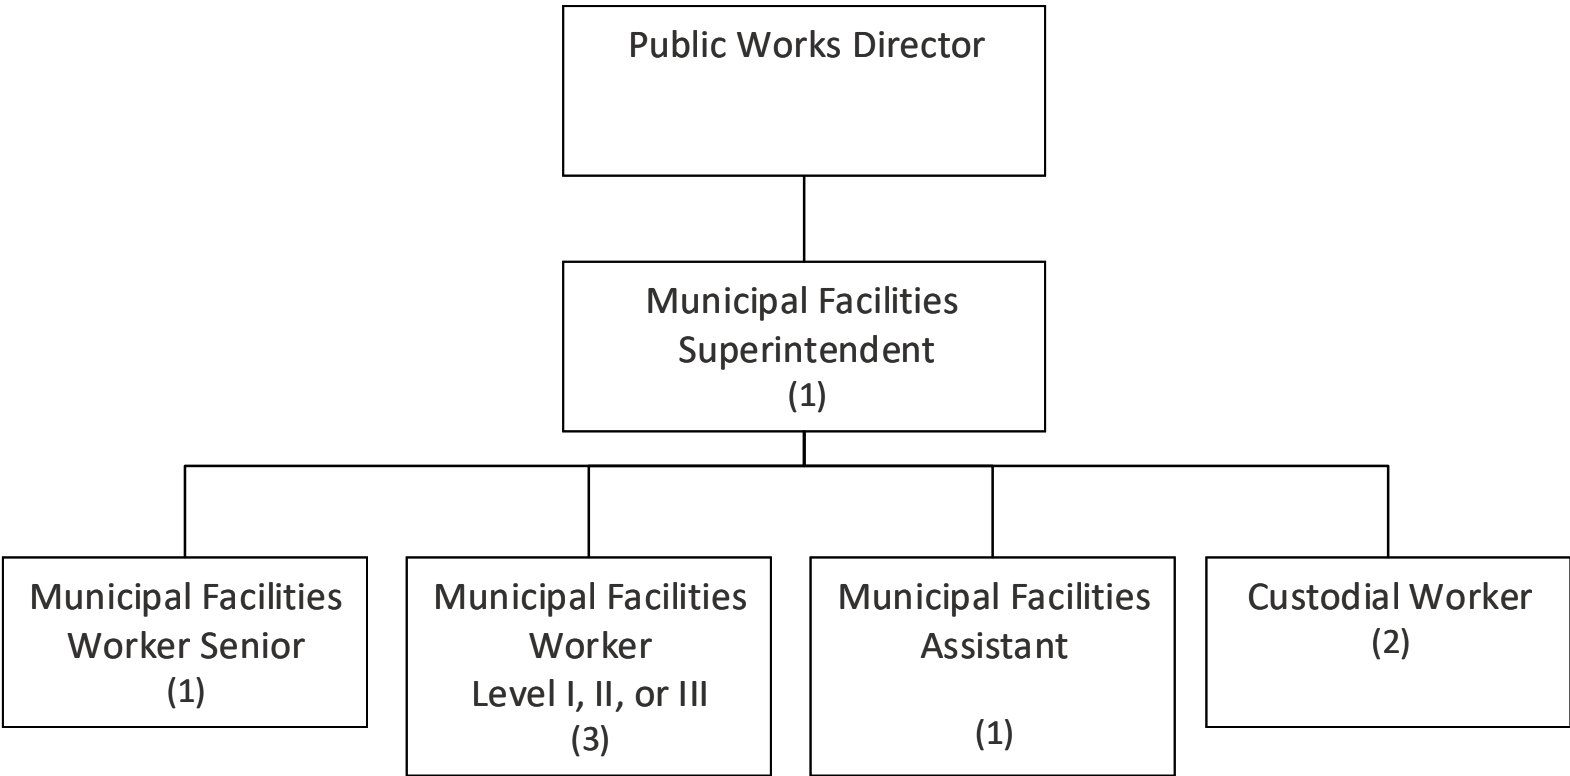 Public Works Director
Municipal Facilities
Superintendent
(1)
Municipal Facilities
Worker Senior
(1)
Municipal Facilities
Worker
Level I, II, or III
(3)
Municipal Facilities
Assistant
(1)
Custodial Worker
(2)